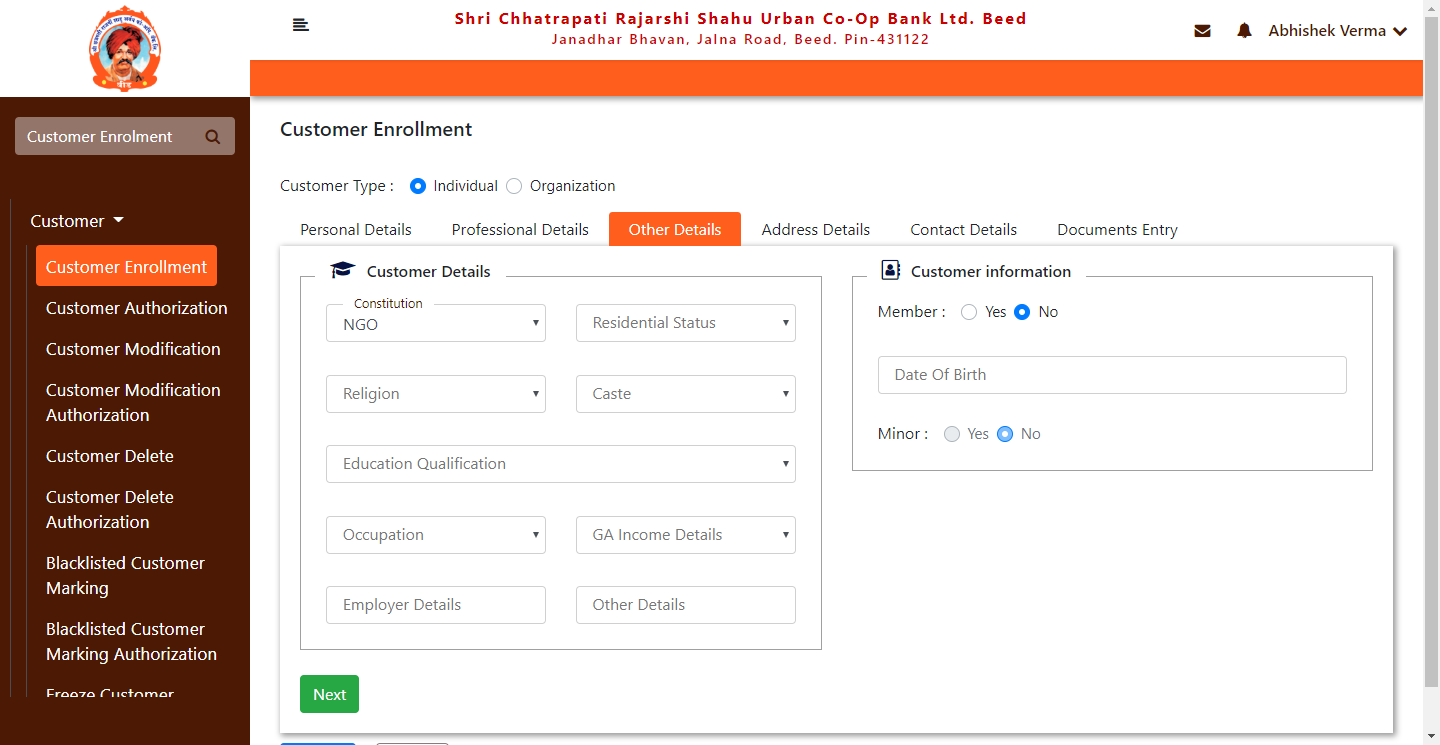 Shri Chhatrapati Rajarshi Shahu Urban Co-Op Bank Ltd. Beed
Janadhar Bhavan, Jalna Road, Beed. Pin-431122
Abhishek Verma
Customer Enrolment
Customer
Customer Enrollment
Customer Authorization
Customer Modification
Customer Modification
Authorization
Customer Delete
Customer Delete
Authorization
Blacklisted Customer
Marking
Blacklisted Customer
Marking Authorization
Freeze Customer
Customer Enrollment
Customer Type : Individual Organization
Personal Details Professional Details Other Details Address Details Contact Details Documents Entry
Customer Details
Constitution
NGO Residential Status
Religion Caste
Education Qualification
Occupation GA Income Details
Employer Details Other Details
Customer information
Member : Yes No
Date Of Birth
Minor : Yes No
Next